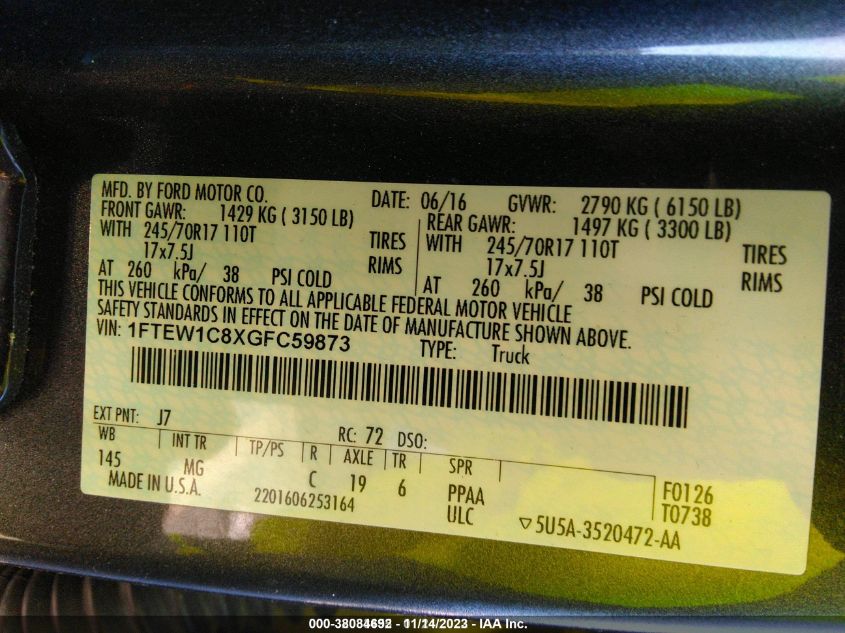 MFD. BY FORD MOTOR CO.
DATE: 06/16 GVWR: 2790 KG ( 6150 LB)
FRONT GAWR: 1429 KG ( 3150 LB)
REAR GAWR: 1497 KG ( 3300 LB)
WITH 245/70R17 110T TIRES
WITH 245/70R17 110T TIRES
17x7.5J RIMS
17x7.5J RIMS
AT 260 kPa/ 38 PSI COLD
AT 260 kPa/ 38 PSI COLD
THIS VEHICLE CONFORMS TO ALL APPLICABLE FEDERAL MOTOR VEHICLE
SAFETY STANDARDS IN EFFECT ON THE DATE OF MANUFACTURE SHOWN ABOVE.
VIN: 1FTEW1C8XGFC59873
TYPE: Truck
EXT PNT: J7 RC: 72 DSO:
WB INT TR TP/PS R AXLE TR SPR
145 MG C 19 6 PPAA F0126
MADE IN U.S.A. 2201606253164 ULC T0738
5U5A-3520472-AA
01/14/2023 - IAA Inc.